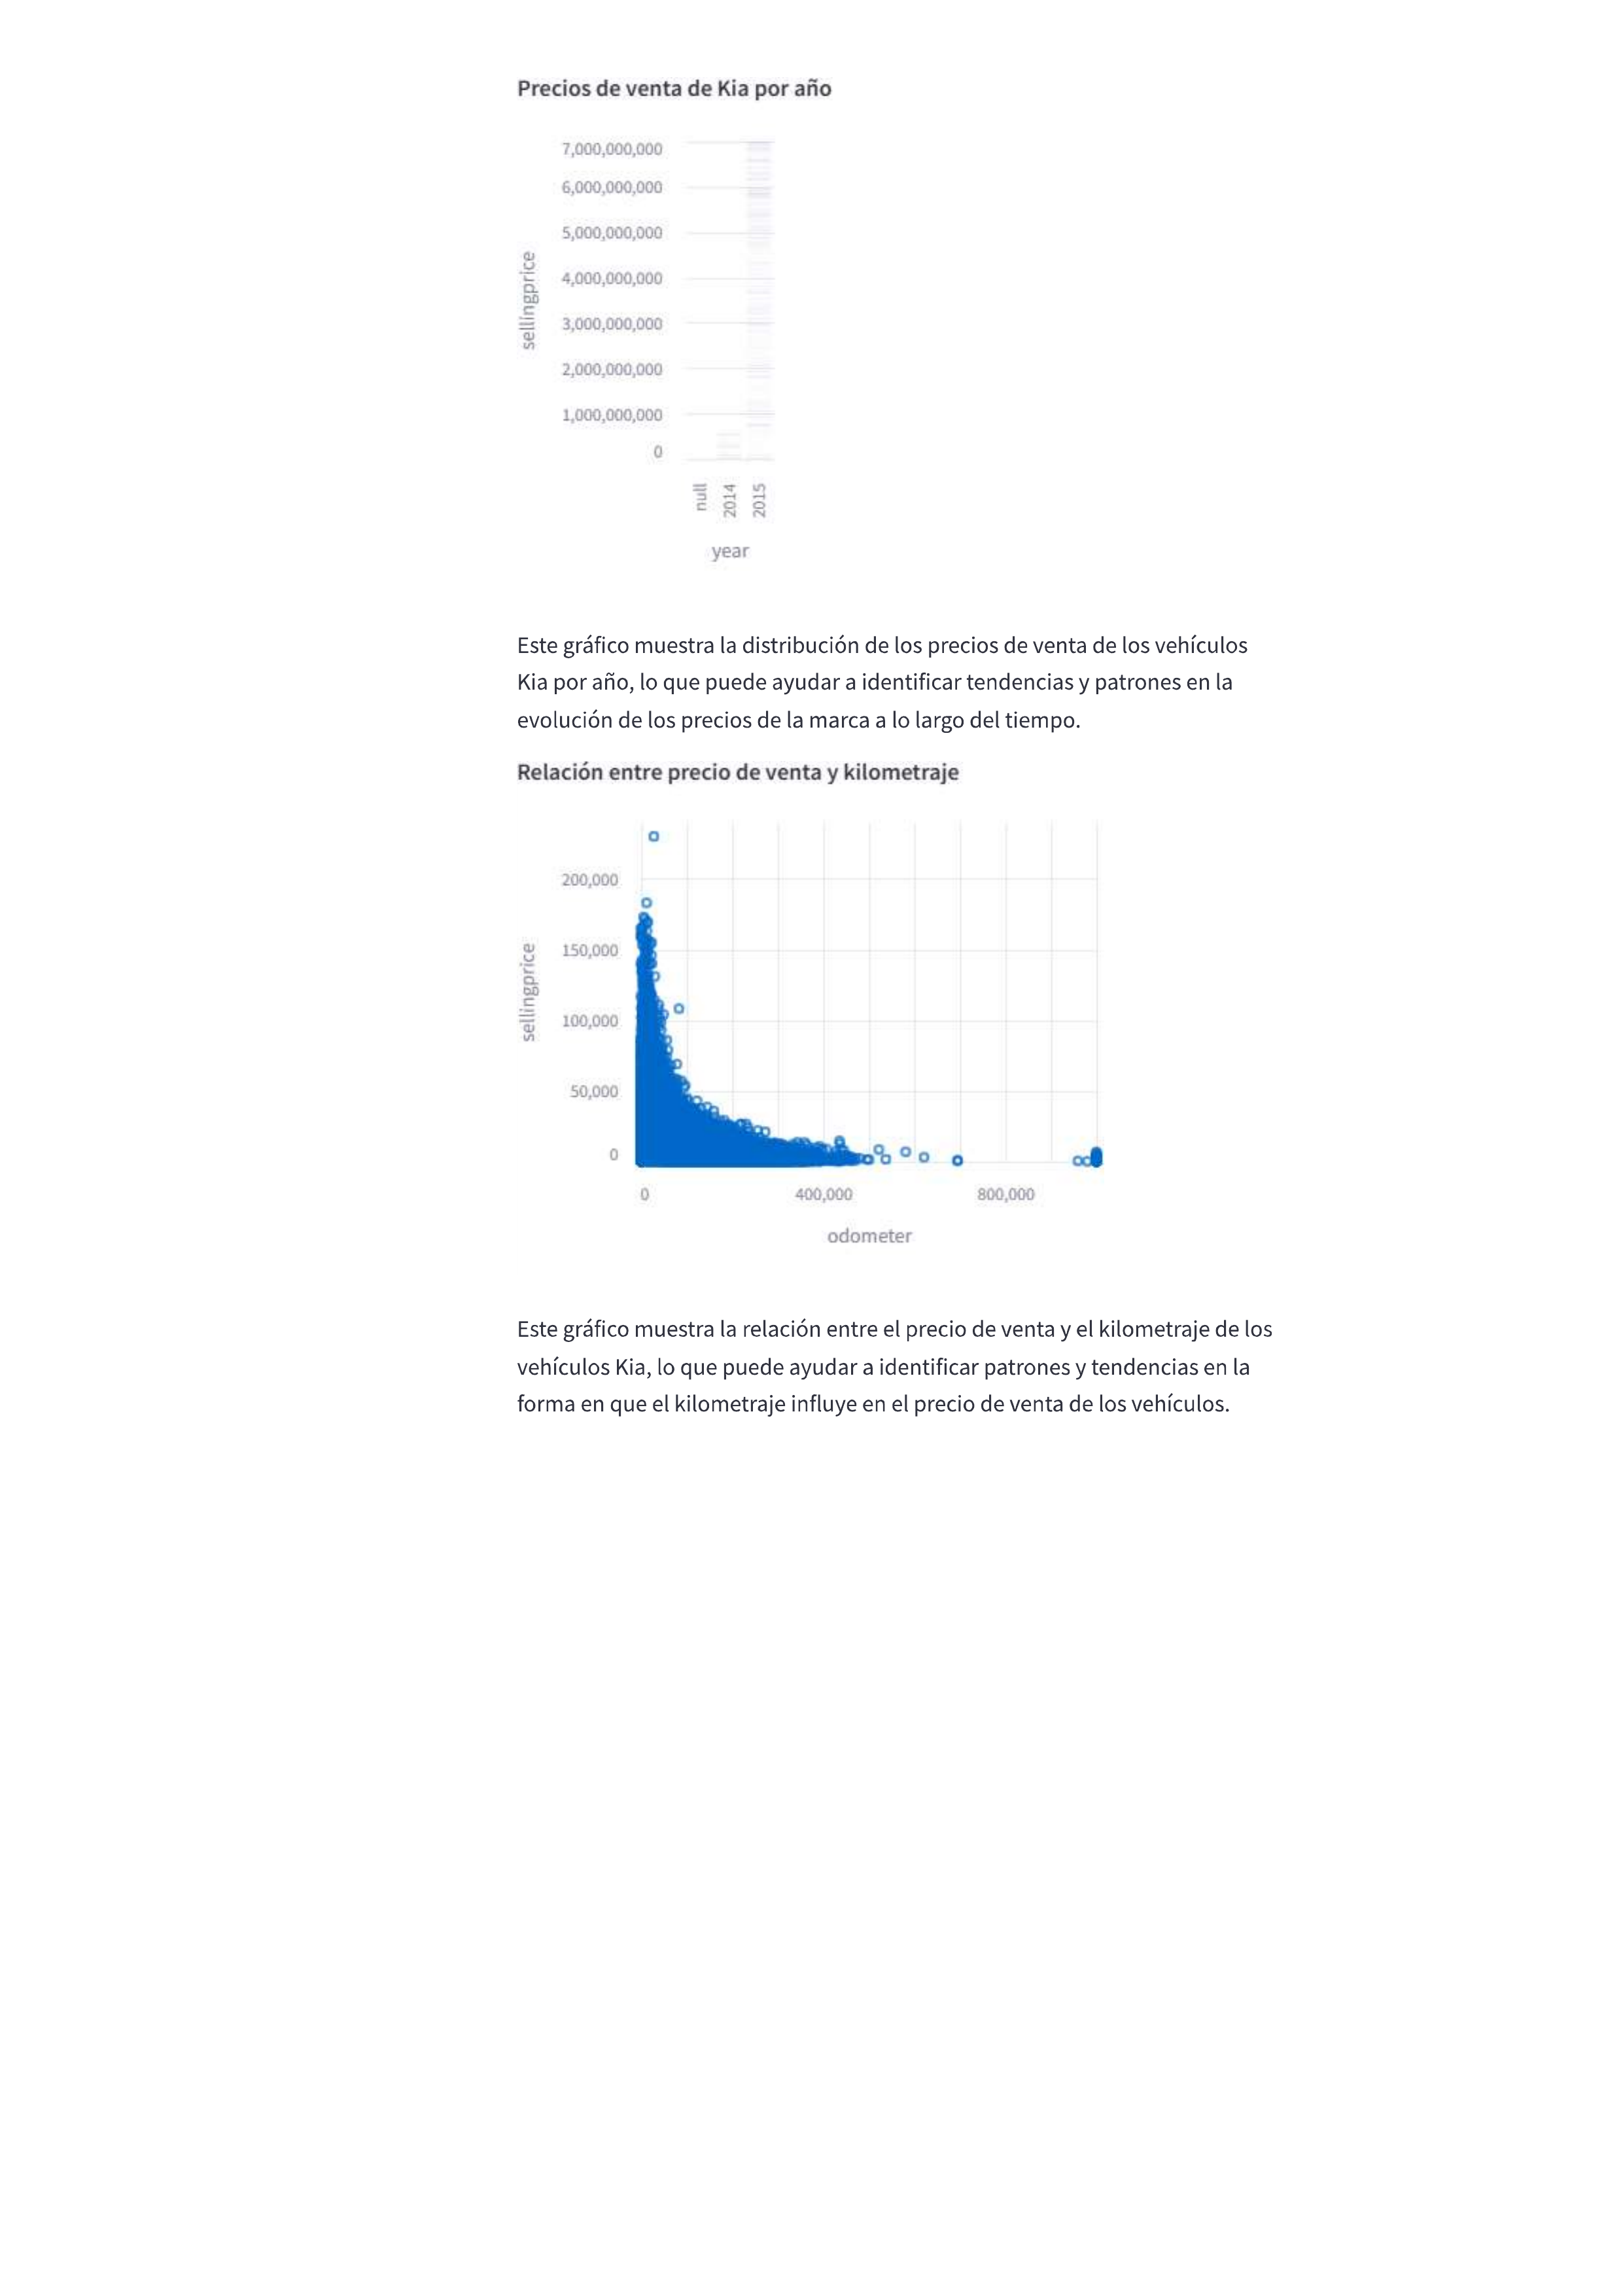 Precios de venta de Kia por año
7,000,000,000
6,000,000,000
5,000,000,000
4,000,000,000
3,000,000,000
2,000,000,000
1,000,000,000
0
sellingprice
null
2014
2015
year
Este gráfico muestra la distribución de los precios de venta de los vehículos
Kia por año, lo que puede ayudar a identificar tendencias y patrones en la
evolución de los precios de la marca a lo largo del tiempo.
Relación entre precio de venta y kilometraje
200,000
150,000
100,000
50,000
0
sellingprice
0
400,000
800,000
odometer
Este gráfico muestra la relación entre el precio de venta y el kilometraje de los
vehículos Kia, lo que puede ayudar a identificar patrones y tendencias en la
forma en que el kilometraje influye en el precio de venta de los vehículos.